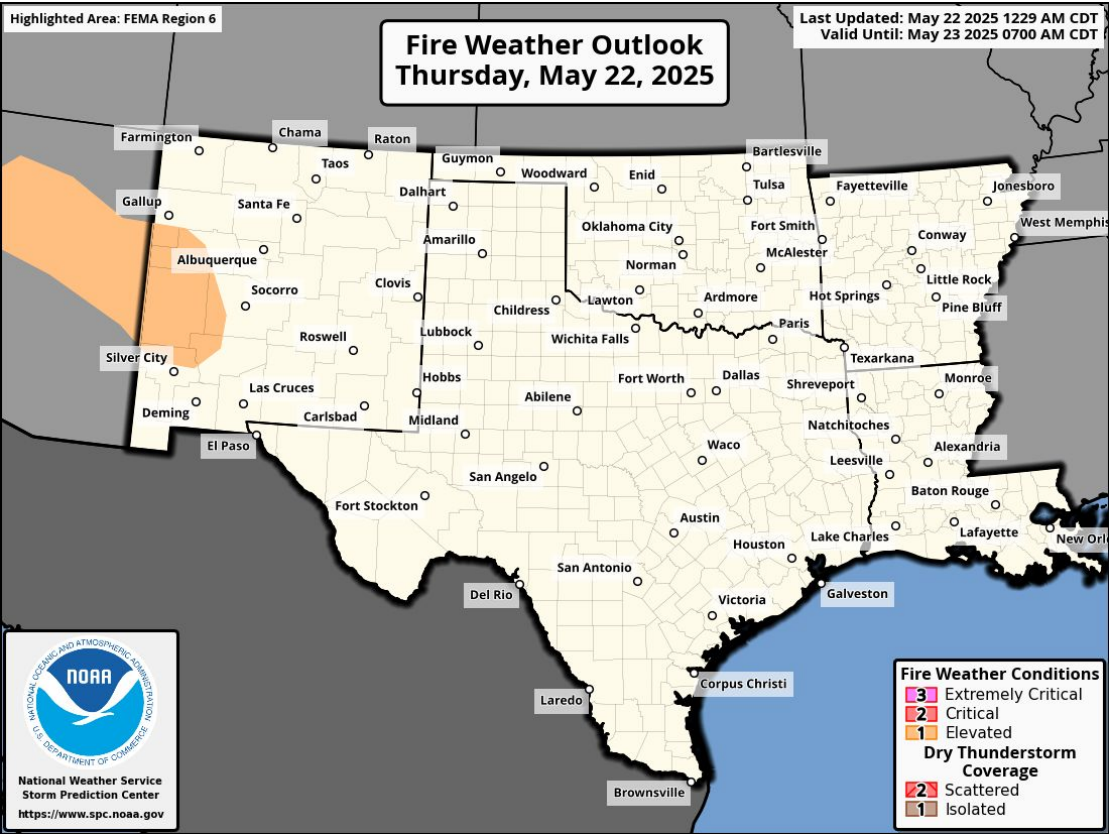 Highlighted Area: FEMA Region 6
Last Updated: May 22 2025 1229 AM CDT
Valid Until: May 23 2025 0700 AM CDT
Fire Weather Outlook
Thursday, May 22, 2025
Farmington
Chama
Raton
Taos
Guymon
Woodward
Enid
Bartlesville
Tulsa
Fayetteville
Jonesboro
Gallup
Santa Fe
Dalhart
Oklahoma City
Fort Smith
West Memphis
Albuquerque
Amarillo
Norman
McAlester
Conway
Socorro
Clovis
Childress
Lawton
Ardmore
Hot Springs
Little Rock
Pine Bluff
Silver City
Roswell
Lubbock
Wichita Falls
Paris
Texarkana
Las Cruces
Hobbs
Abilene
Fort Worth
Dallas
Shreveport
Monroe
Deming
Carlsbad
Midland
Natchitoches
El Paso
San Angelo
Waco
Leesville
Alexandria
Fort Stockton
Austin
Baton Rouge
Houston
Lake Charles
Lafayette
New Orl
Del Rio
San Antonio
Victoria
Galveston
Laredo
Corpus Christi
Brownsville
NATIONAL OCEANIC AND ATMOSPHERIC ADMINISTRATION
NOAA
U.S. DEPARTMENT OF COMMERCE
National Weather Service
Storm Prediction Center
https://www.spc.noaa.gov
Fire Weather Conditions
3 Extremely Critical
2 Critical
1 Elevated
Dry Thunderstorm
Coverage
2 Scattered
1 Isolated